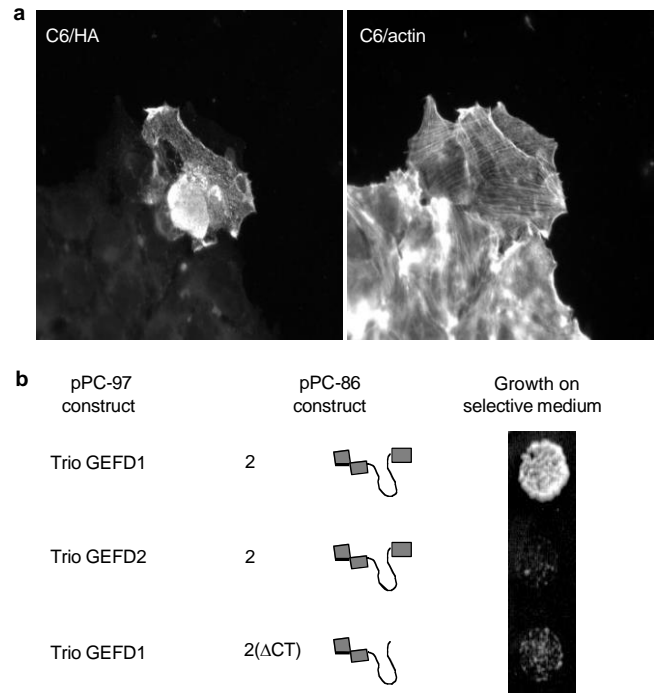 a
C6/HA
C6/actin
b
pPC-97 construct
pPC-86 construct
Growth on selective medium
Trio GEFD1
2
Trio GEFD2
2
Trio GEFD1
2(ΔCT)